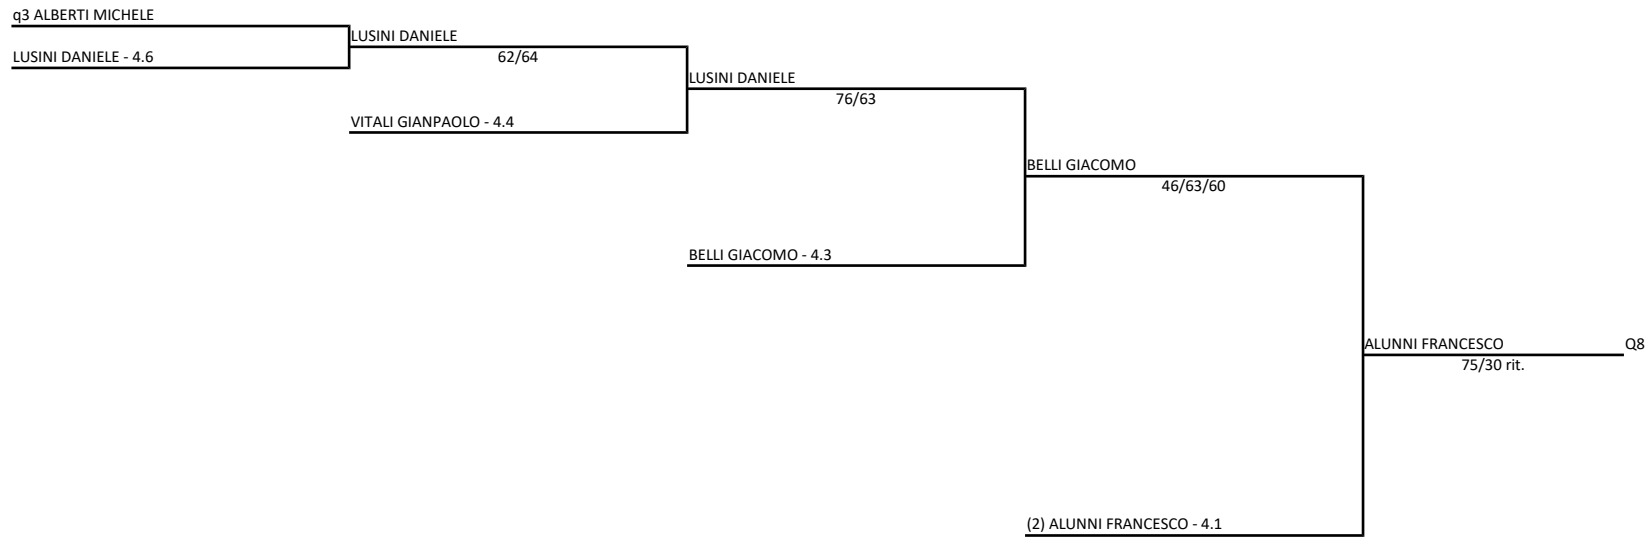 q3 ALBERTI MICHELE
LUSINI DANIELE
LUSINI DANIELE - 4.6
62/64
LUSINI DANIELE
76/63
VITALI GIANPAOLO - 4.4
BELLI GIACOMO
46/63/60
BELLI GIACOMO - 4.3
ALUNNI FRANCESCO
Q8
75/30 rit.
(2) ALUNNI FRANCESCO - 4.1